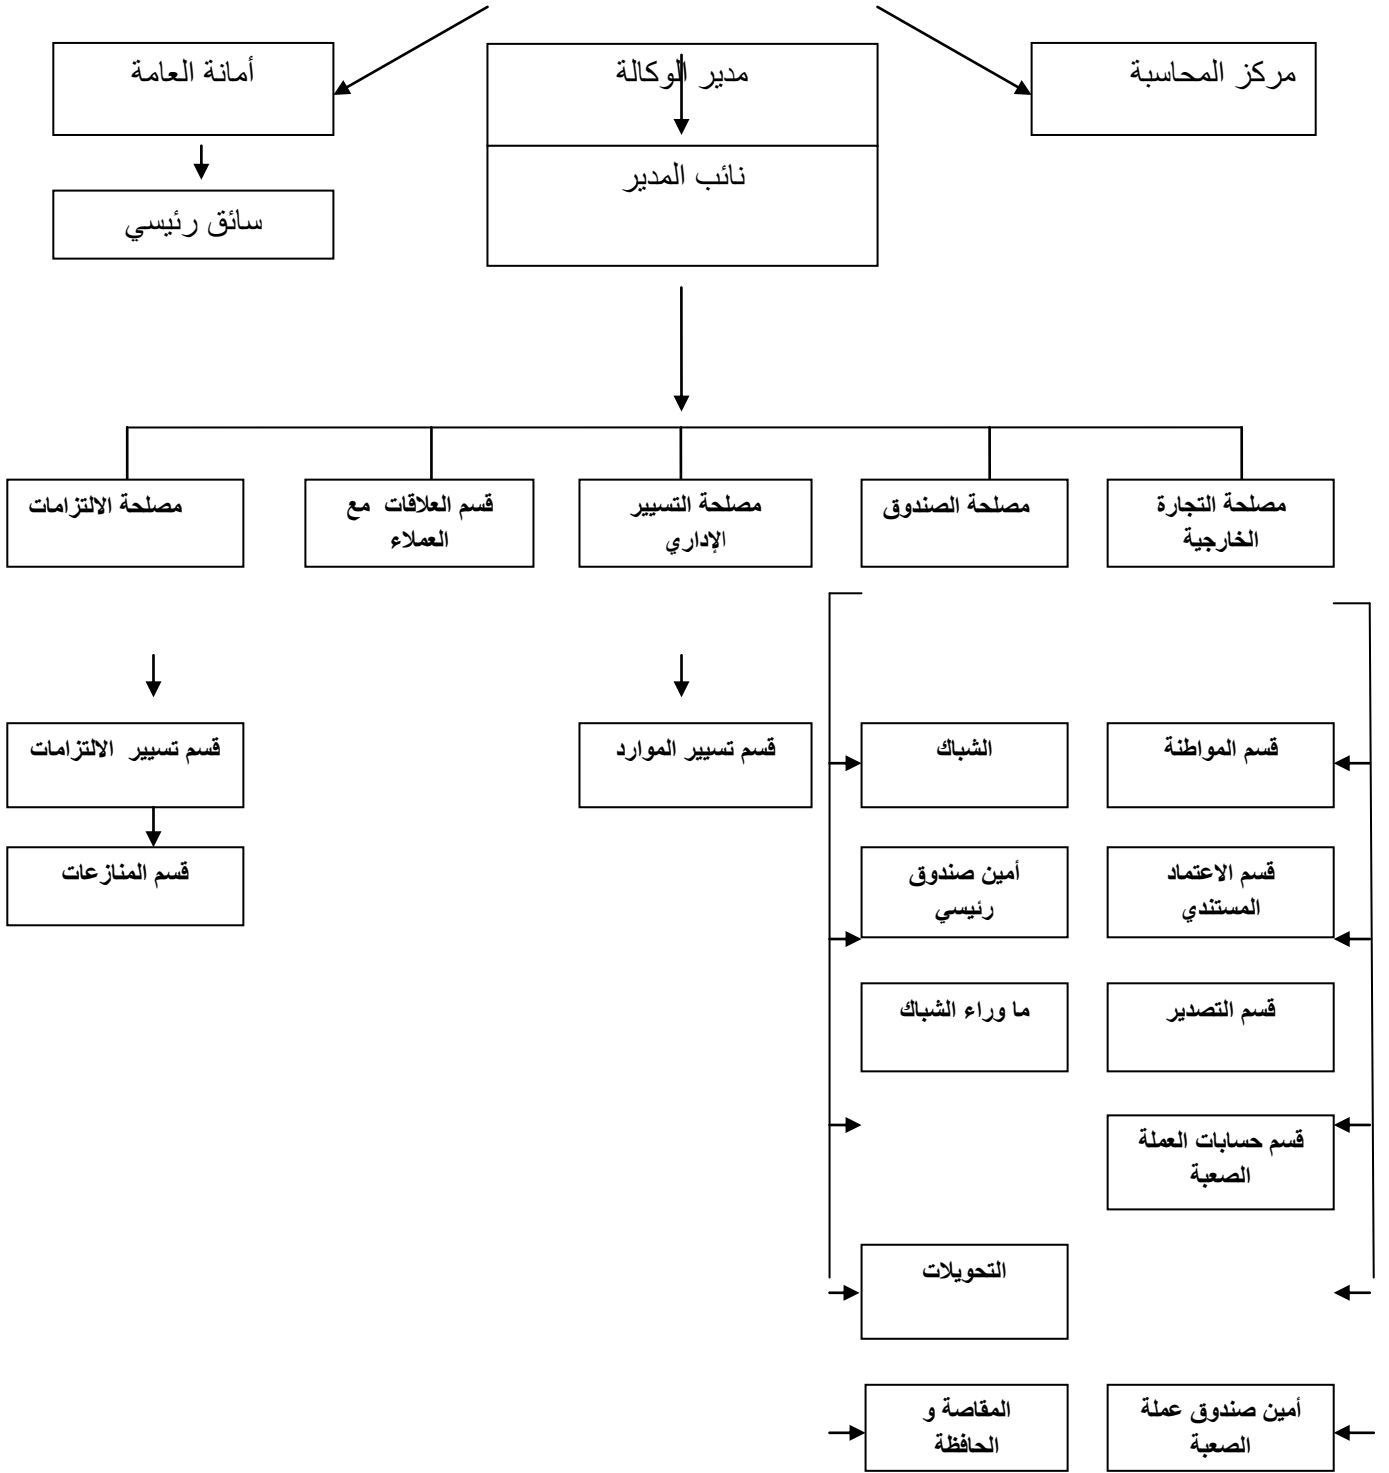 مركز المحاسبة
مدير الوكالة
أمانة العامة
نائب المدير
سائق رئيسي
مصلحة التجارة
الخارجية
مصلحة الصندوق
مصلحة التسيير
الإداري
قسم العلاقات مع
العملاء
مصلحة الالتزامات
قسم المواطنة
الشباك
قسم تسيير الموارد
قسم تسيير الالتزامات
قسم الاعتماد
المستندي
أمين صندوق
رئيسي
قسم المنازعات
قسم التصدير
ما وراء الشباك
قسم حسابات العملة
الصعبة
التحويلات
أمين صندوق عملة
الصعبة
المقاصة و
الحافظة